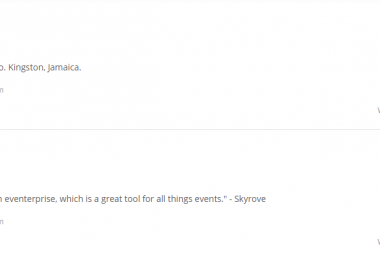 o. Kingston, Jamaica.
m
n eventerprise, which is a great tool for all things events." - Skyrove
m